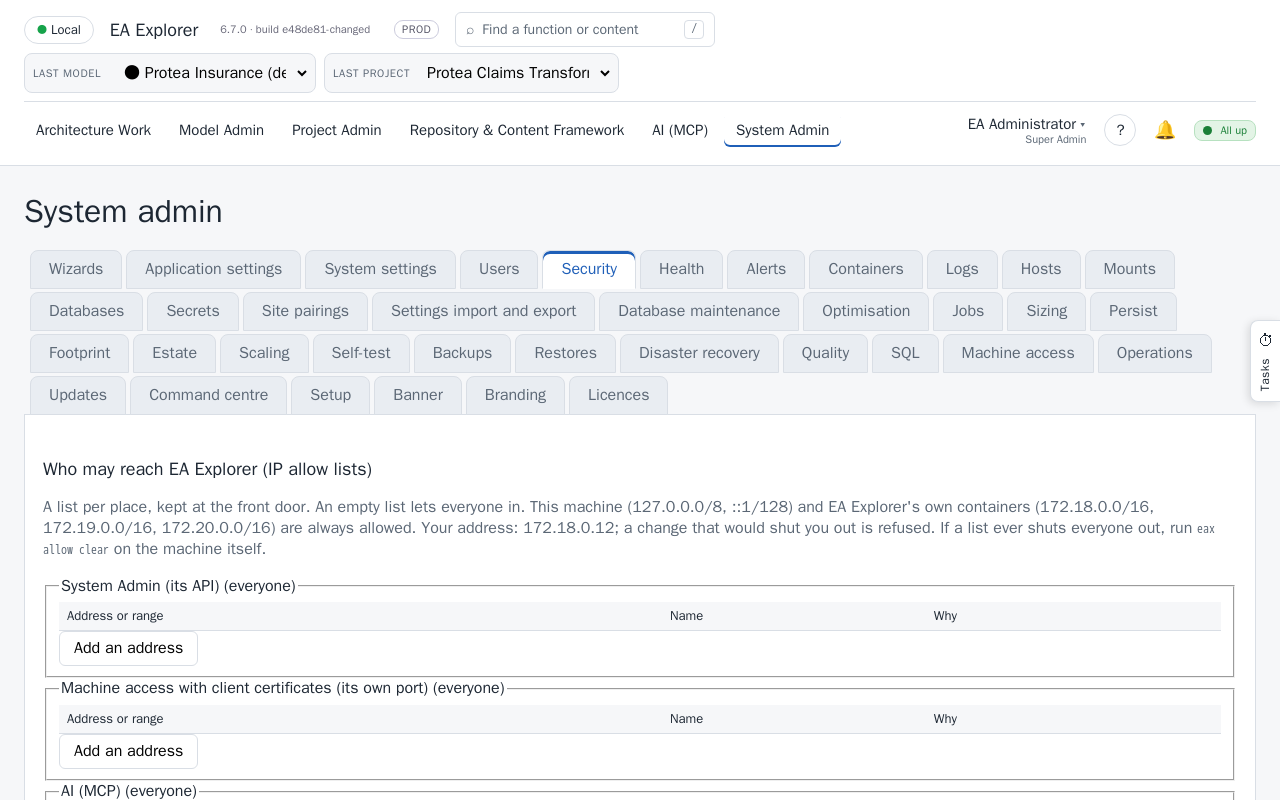 Local
EA Explorer
6.7.0 · build e48de81-changed
PROD
Find a function or content
/
LAST MODEL
Protea Insurance (de
LAST PROJECT
Protea Claims Transfor
Architecture Work
Model Admin
Project Admin
Repository & Content Framework
AI (MCP)
System Admin
EA Administrator
Super Admin
?
All up
System admin
Wizards
Application settings
System settings
Users
Security
Health
Alerts
Containers
Logs
Hosts
Mounts
Databases
Secrets
Site pairings
Settings import and export
Database maintenance
Optimisation
Jobs
Sizing
Persist
Footprint
Estate
Scaling
Self-test
Backups
Restores
Disaster recovery
Quality
SQL
Machine access
Operations
Updates
Command centre
Setup
Banner
Branding
Licences
Tasks
Who may reach EA Explorer (IP allow lists)
A list per place, kept at the front door. An empty list lets everyone in. This machine (127.0.0.0/8, ::1/128) and EA Explorer's own containers (172.18.0.0/16,
172.19.0.0/16, 172.20.0.0/16) are always allowed. Your address: 172.18.0.12; a change that would shut you out is refused. If a list ever shuts everyone out, run eax
allow clear on the machine itself.
System Admin (its API) (everyone)
Address or range Name Why
Add an address
Machine access with client certificates (its own port) (everyone)
Address or range Name Why
Add an address
AI (MCP) (everyone)